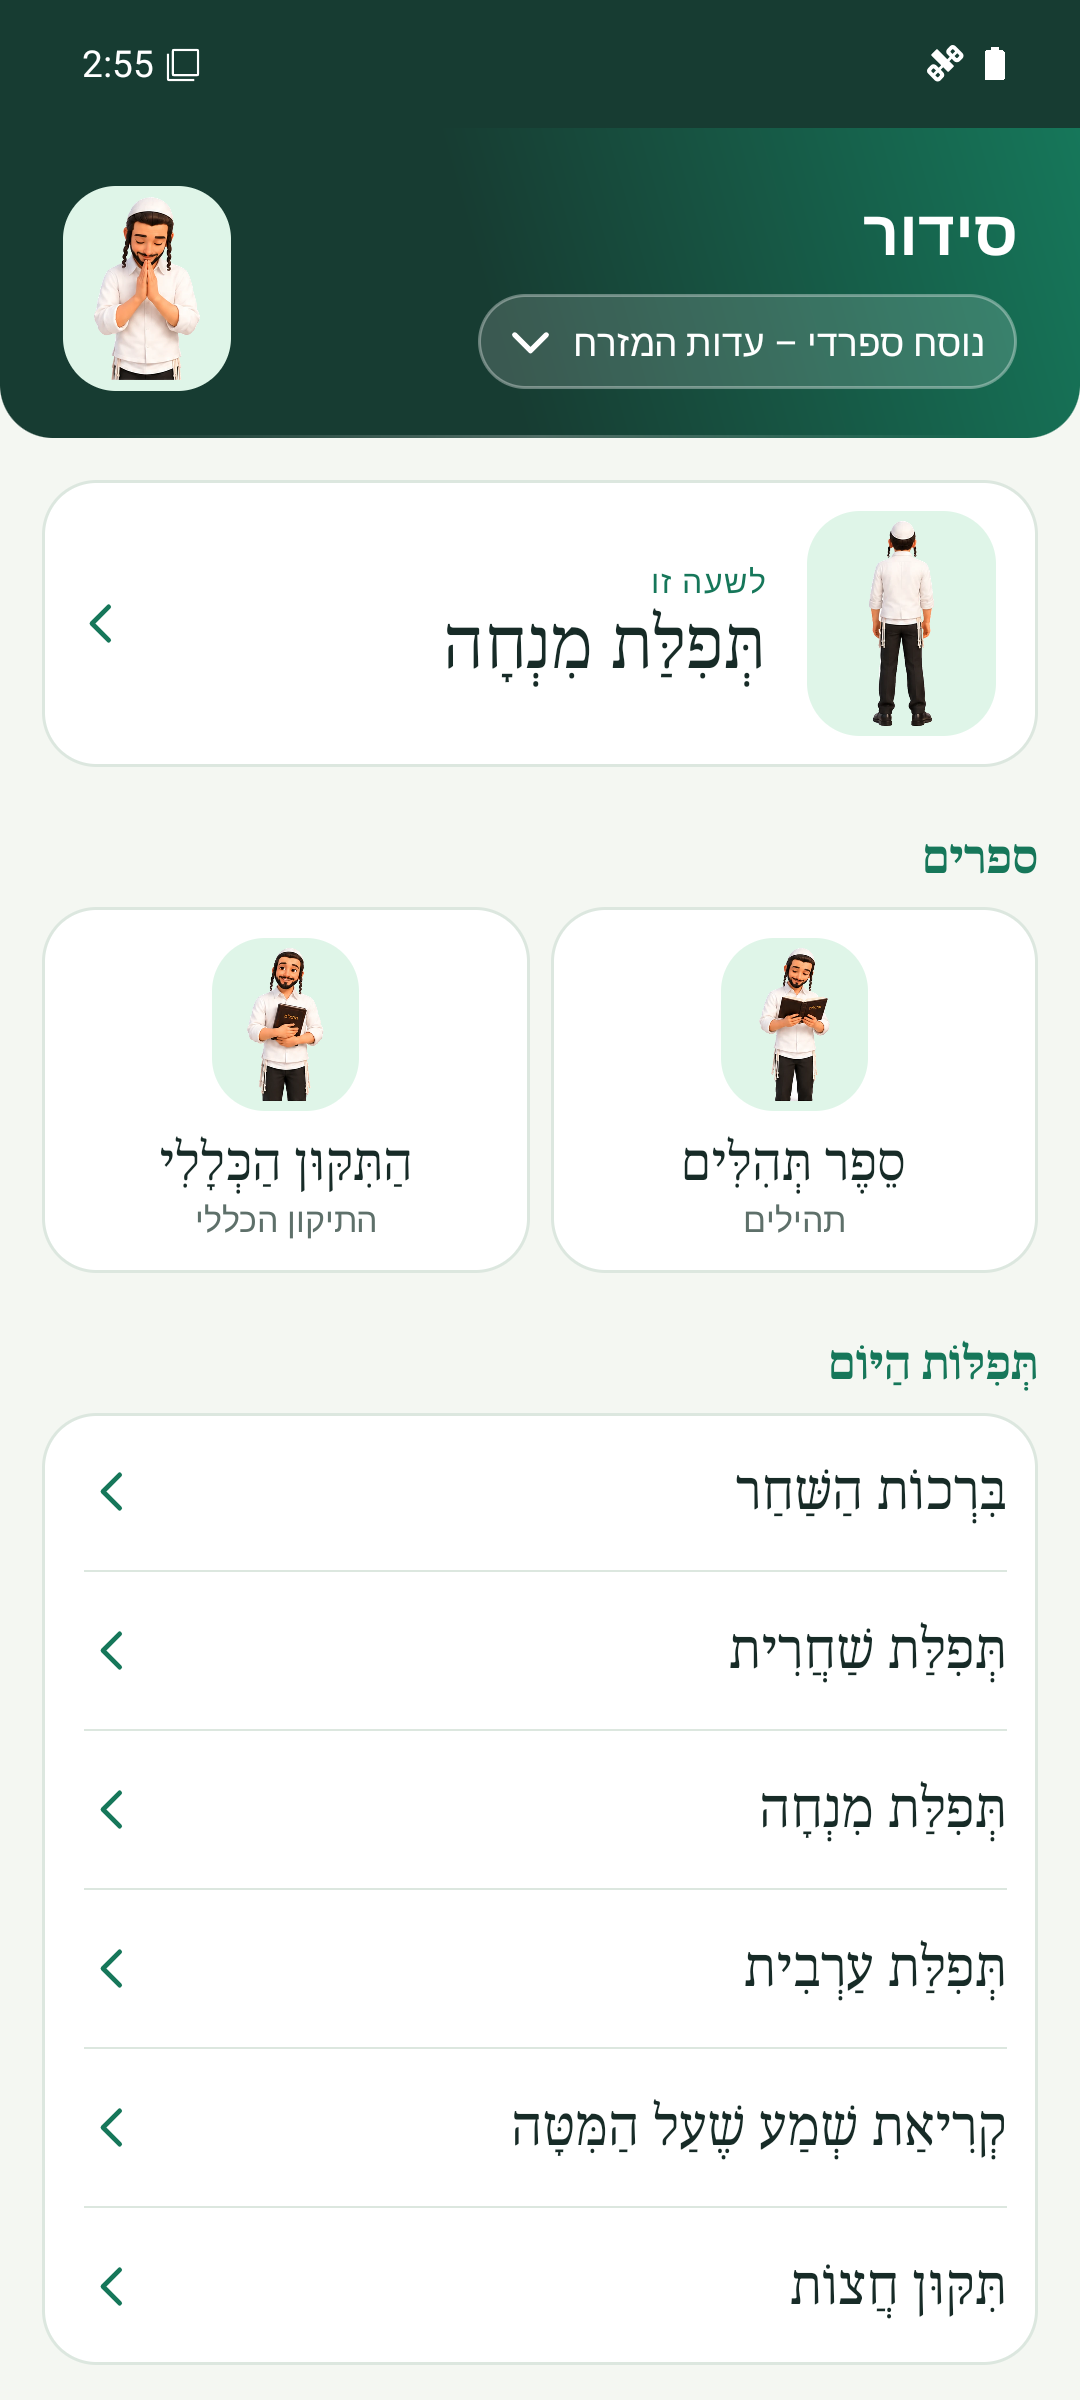 2:55
סידור
נוסח ספרדי – עדות המזרח
לשעה זו
תְּפִלַּת מִנְחָה
ספרים
סֵפֶר תְּהִלִּים
תהילים
הַתִּקּוּן הַכְּלָלִי
התיקון הכללי
תְּפִלּוֹת הַיּוֹם
בִּרְכוֹת הַשַּׁחַר
תְּפִלַּת שַׁחֲרִית
תְּפִלַּת מִנְחָה
תְּפִלַּת עַרְבִית
קְרִיאַת שְׁמַע שֶׁעַל הַמִּטָּה
תִּקּוּן חֲצוֹת